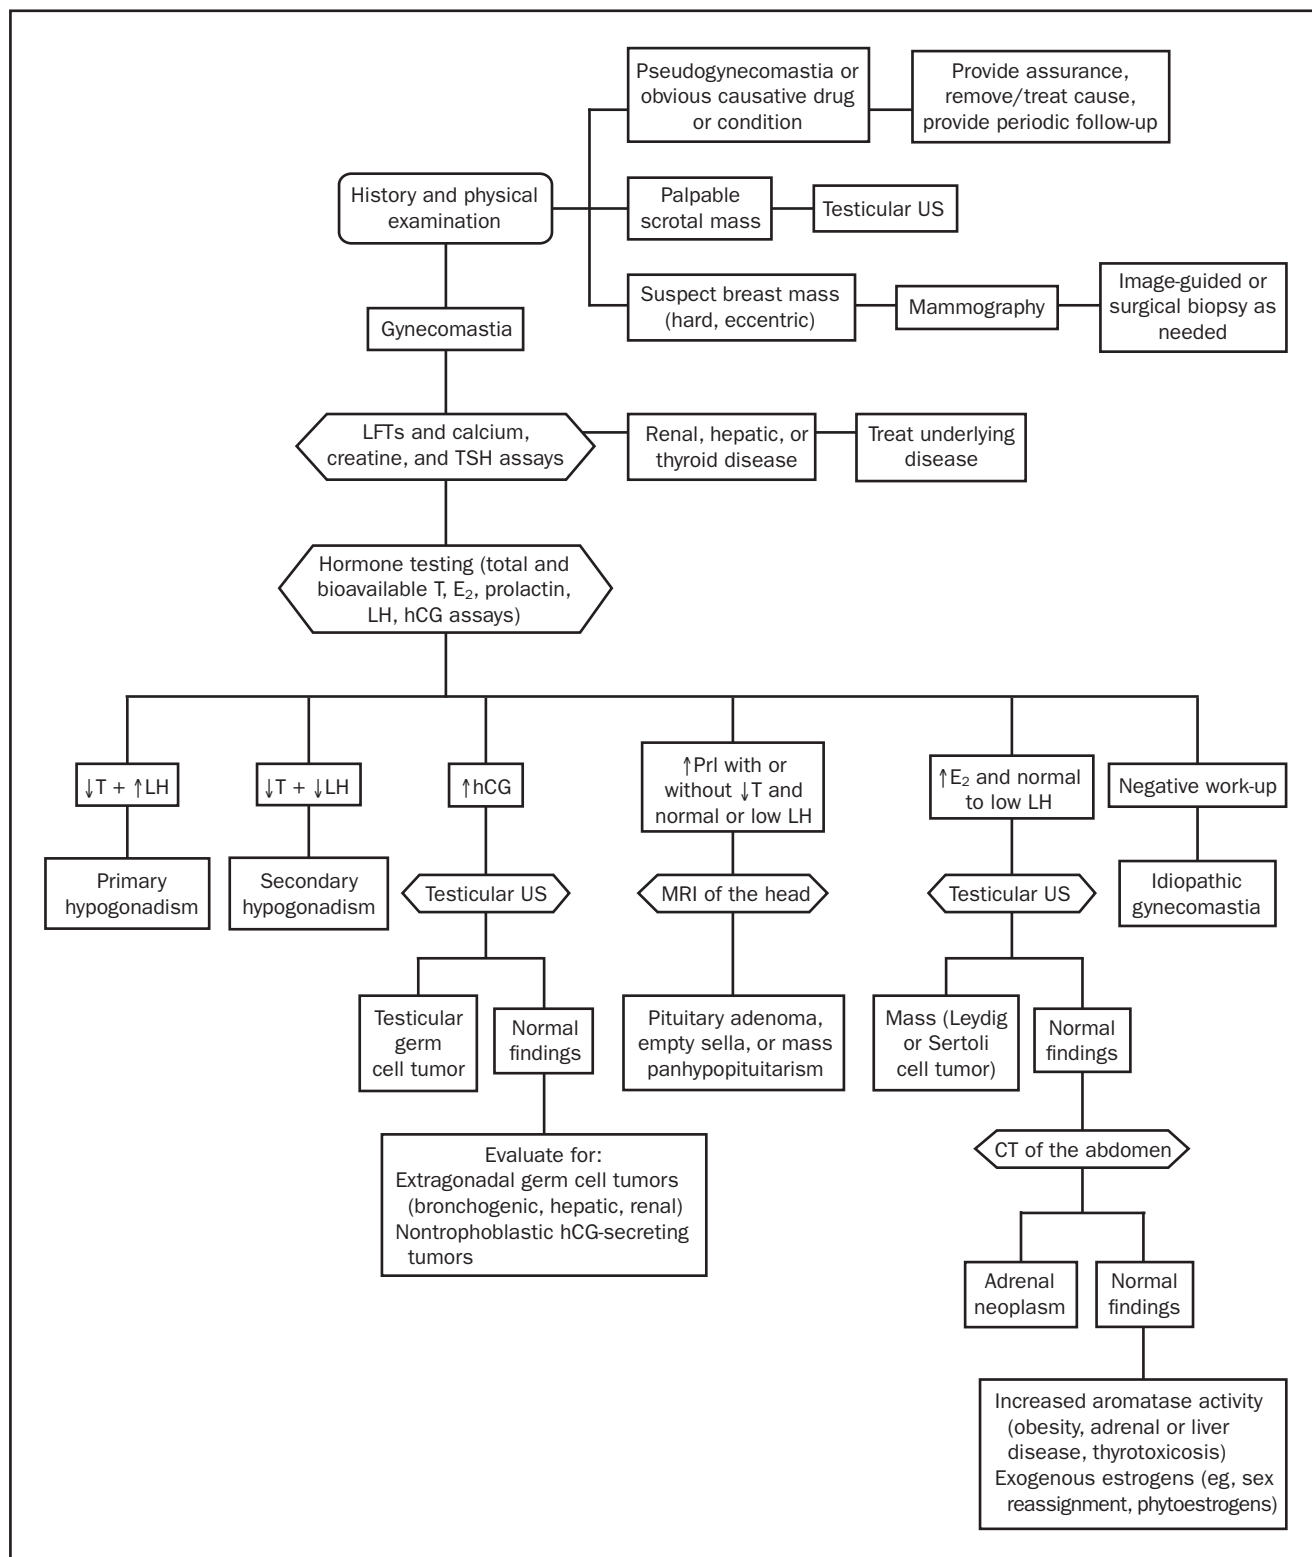 Pseudogynecomastia or
obvious causative drug
or condition
Provide assurance,
remove/treat cause,
provide periodic follow-up
History and physical
examination
Palpable
scrotal mass
Testicular US
Suspect breast mass
(hard, eccentric)
Mammography
Image-guided or
surgical biopsy as
needed
Gynecomastia
LFTs and calcium,
creatine, and TSH assays
Renal, hepatic, or
thyroid disease
Treat underlying
disease
Hormone testing (total and
bioavailable T, E₂, prolactin,
LH, hCG assays)
↓T + ↑LH
↓T + ↓LH
↑hCG
↑Prl with or
without ↓T and
normal or low LH
↑E₂ and normal
to low LH
Negative work-up
Primary
hypogonadism
Secondary
hypogonadism
Testicular US
MRI of the head
Testicular US
Idiopathic
gynecomastia
Testicular
germ
cell tumor
Normal
findings
Pituitary adenoma,
empty sella, or mass
panhypopituitarism
Mass (Leydig
or Sertoli
cell tumor)
Normal
findings
Evaluate for:
Extragonadal germ cell tumors
(bronchogenic, hepatic, renal)
Nontrophoblastic hCG-secreting
tumors
CT of the abdomen
Adrenal
neoplasm
Normal
findings
Increased aromatase activity
(obesity, adrenal or liver
disease, thyrotoxicosis)
Exogenous estrogens (eg, sex
reassignment, phytoestrogens)